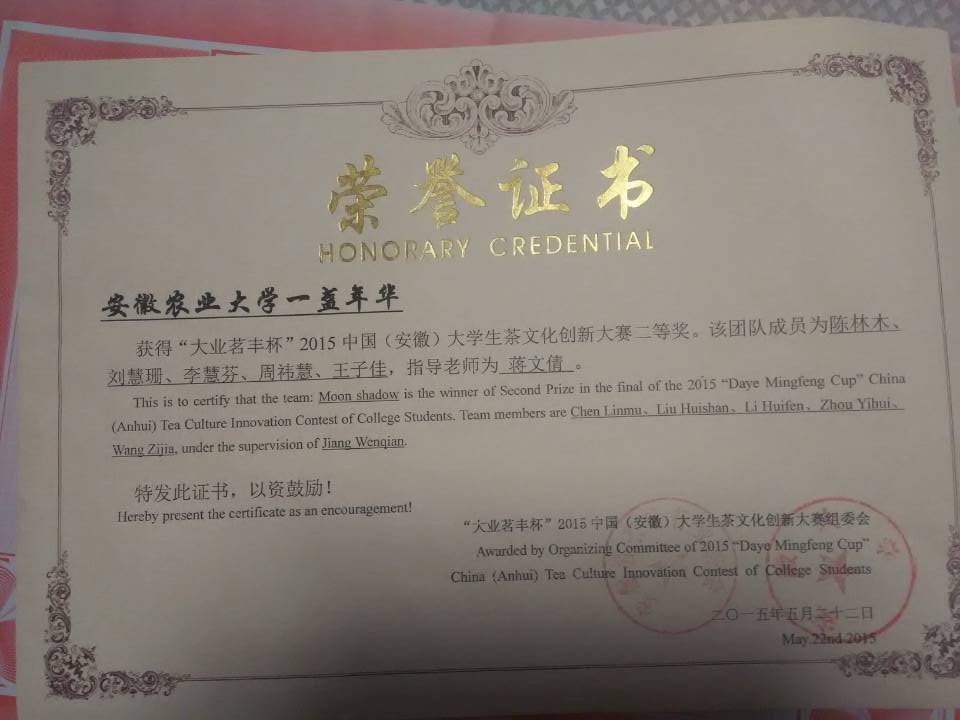 荣誉证书
HONORARY CREDENTIAL
安徽农业大学一盏年华
获得“大业茗丰杯”2015中国（安徽）大学生茶文化创新大赛二等奖。该团队成员为陈林木、
刘慧珊、李慧芬、周祎慧、王子佳，指导老师为 蒋文倩 。
This is to certify that the team: Moon shadow is the winner of Second Prize in the final of the 2015 “Daye Mingfeng Cup” China
(Anhui) Tea Culture Innovation Contest of College Students. Team members are Chen Linmu、Liu Huishan、Li Huifen、Zhou Yihui、
Wang Zijia, under the supervision of Jiang Wenqian.
特发此证书，以资鼓励！
Hereby present the certificate as an encouragement!
“大业茗丰杯”2015中国（安徽）大学生茶文化创新大赛组委会
Awarded by Organizing Committee of 2015 “Daye Mingfeng Cup”
China (Anhui) Tea Culture Innovation Contest of College Students
二〇一五年五月二十二日
May 22nd 2015